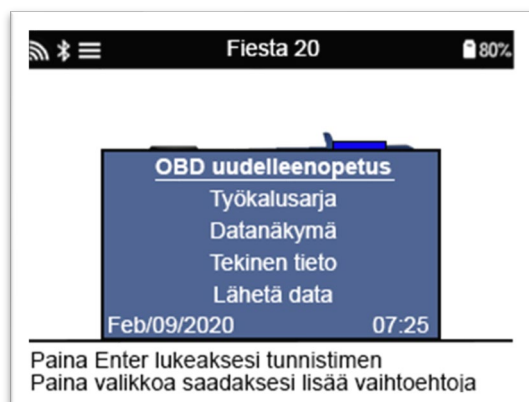 Fiesta 20 80%
OBD uudelleenopetus
Työkalusarja
Datanäkymä
Tekinen tieto
Lähetä data
Feb/09/2020 07:25
Paina Enter lukeaksesi tunnistimen
Paina valikkoa saadaksesi lisää vaihtoehtoja